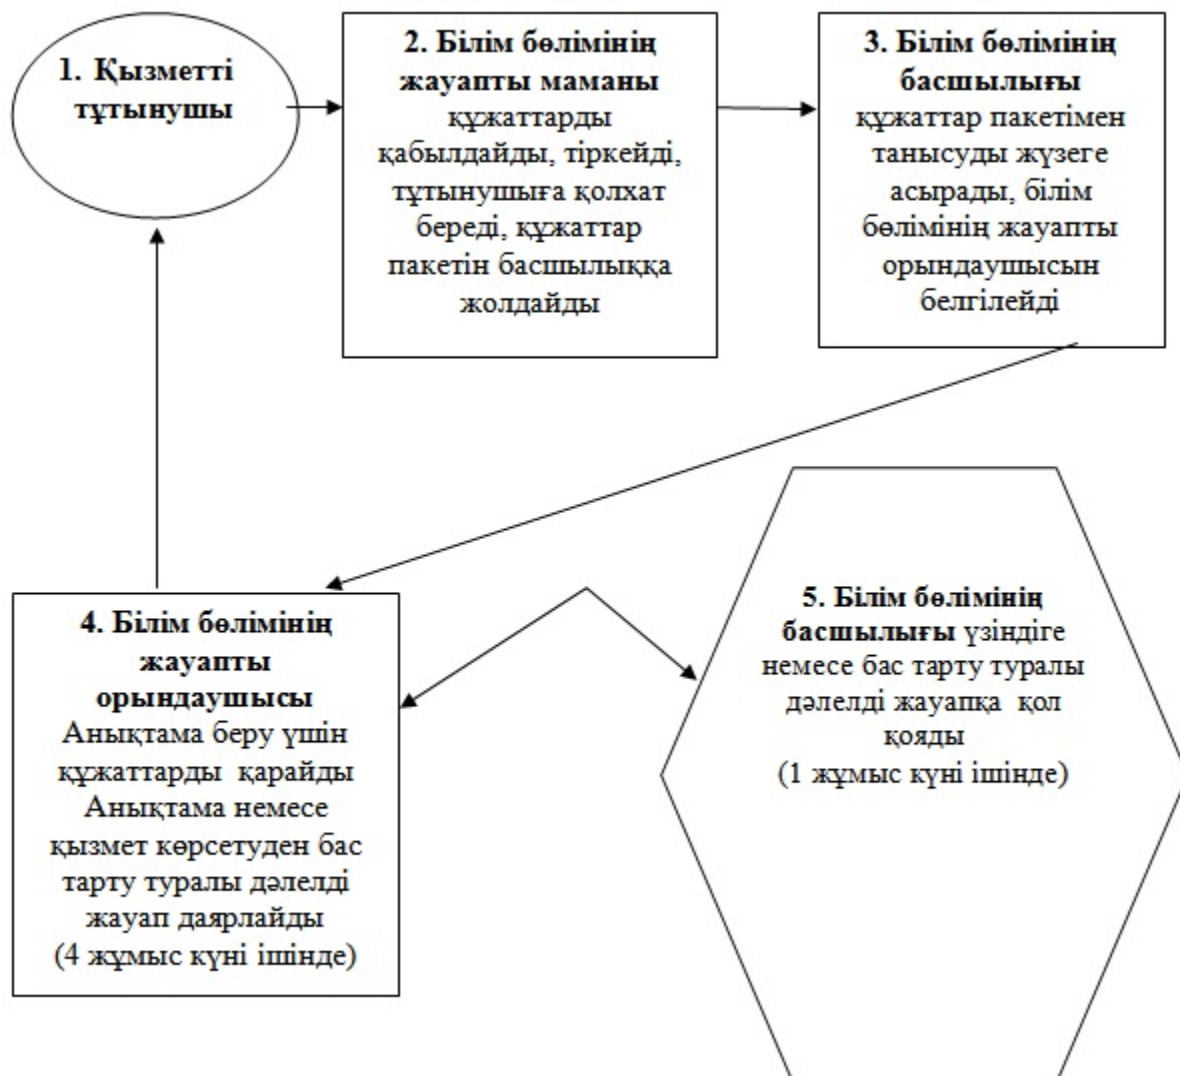 1. Қызметті
тұтынушы
2. Білім бөлімінің
жауапты маманы
құжаттарды
қабылдайды, тіркейді,
тұтынушыға қолхат
береді, құжаттар
пакетін басшылыққа
жолдайды
3. Білім бөлімінің
басшылығы
құжаттар пакетімен
танысуды жүзеге
асырады, білім
бөлімінің жауапты
орындаушысын
белгілейді
4. Білім бөлімінің
жауапты
орындаушысы
Анықтама беру үшін
құжаттарды қарайды
Анықтама немесе
қызмет көрсетуден бас
тарту туралы дәлелді
жауап даярлайды
(4 жұмыс күні ішінде)
5. Білім бөлімінің
басшылығы үзіндіге
немесе бас тарту туралы
дәлелді жауапқа қол
қояды
(1 жұмыс күні ішінде)